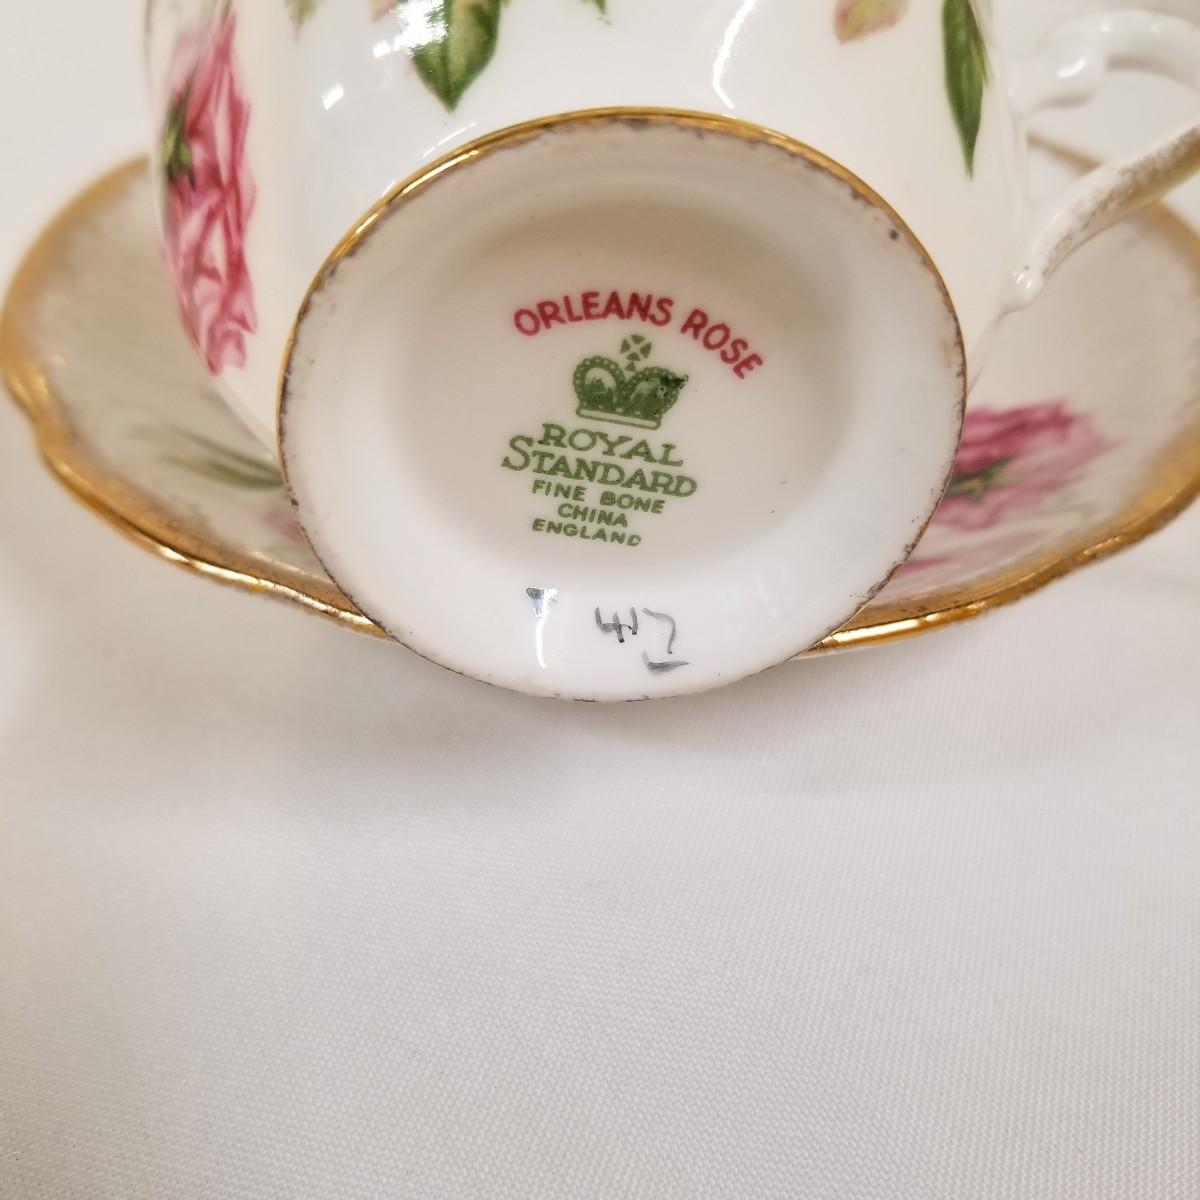 ORLEANS ROSE
ROYAL
STANDARD
FINE BONE
CHINA
ENGLAND